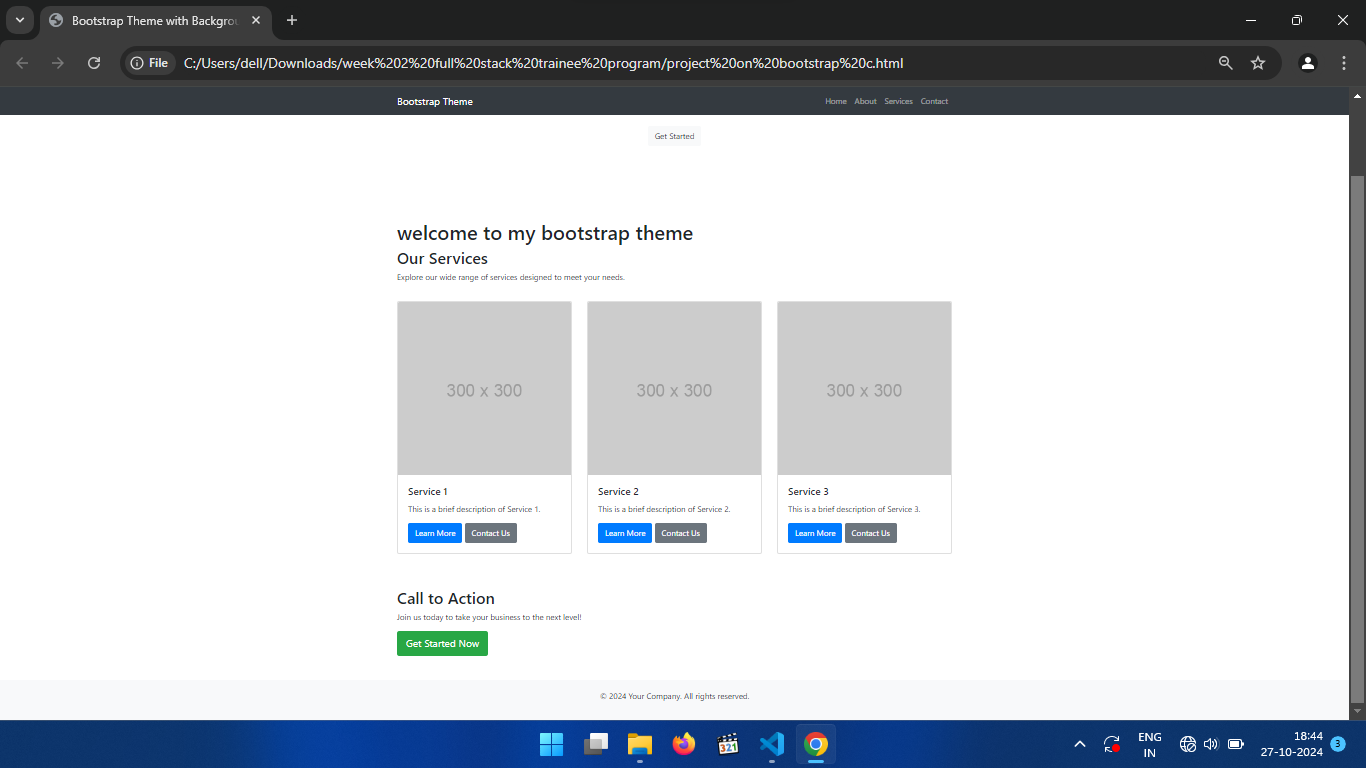 Bootstrap Theme with Backgrou
File C:/Users/dell/Downloads/week%202%20full%20stack%20trainee%20program/project%20on%20bootstrap%20c.html
Bootstrap Theme Home About Services Contact
Get Started
welcome to my bootstrap theme
Our Services
Explore our wide range of services designed to meet your needs.
300 x 300 300 x 300 300 x 300
Service 1 Service 2 Service 3
This is a brief description of Service 1. This is a brief description of Service 2. This is a brief description of Service 3.
Learn More Contact Us Learn More Contact Us Learn More Contact Us
Call to Action
Join us today to take your business to the next level!
Get Started Now
© 2024 Your Company. All rights reserved.
321
ENG 18:44
IN 27-10-2024 3